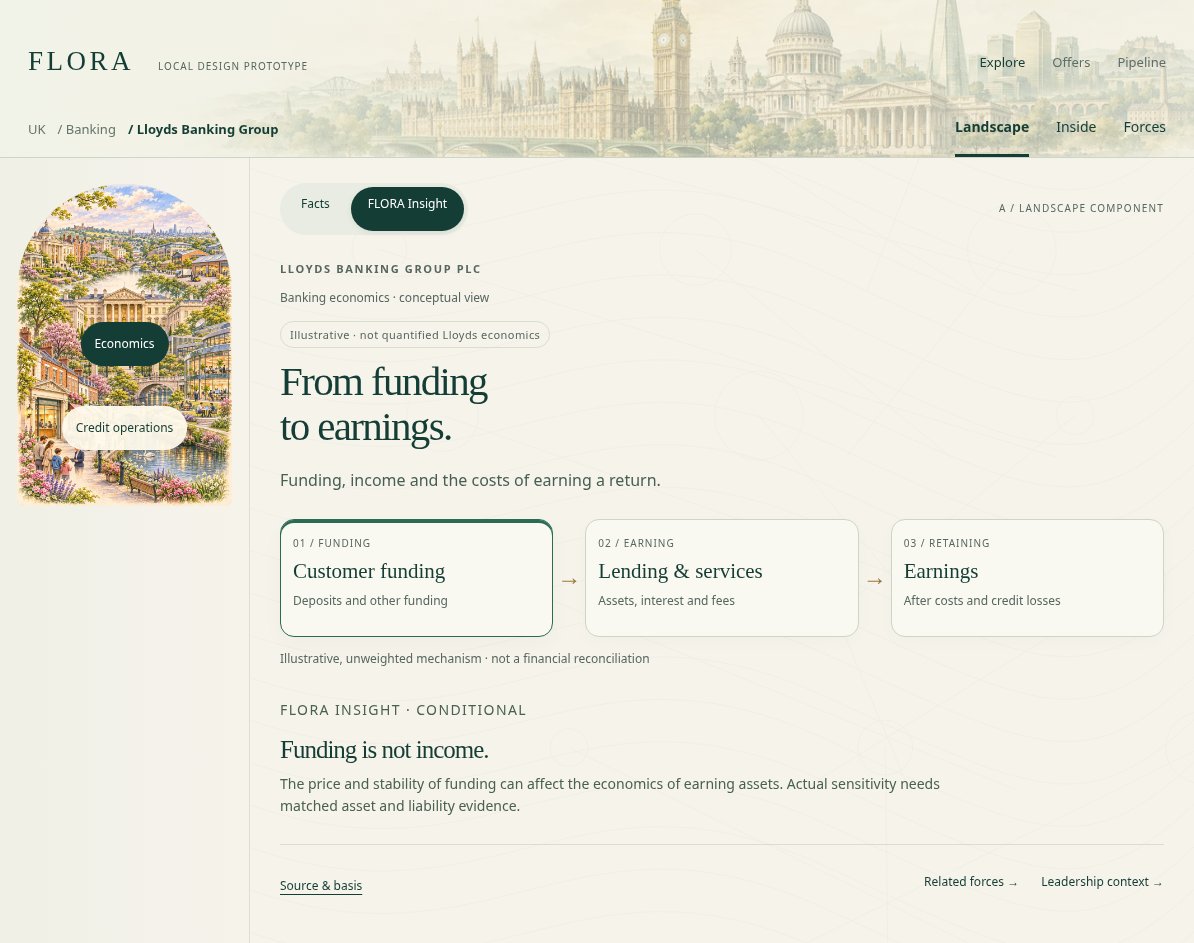 FLORA
LOCAL DESIGN PROTOTYPE
Explore
Offers
Pipeline
UK / Banking / Lloyds Banking Group
Landscape
Inside
Forces
Economics
Credit operations
Facts
FLORA Insight
A / LANDSCAPE COMPONENT
LLOYDS BANKING GROUP PLC
Banking economics · conceptual view
Illustrative · not quantified Lloyds economics
From funding
to earnings.
Funding, income and the costs of earning a return.
01 / FUNDING
Customer funding
Deposits and other funding
→
02 / EARNING
Lending & services
Assets, interest and fees
→
03 / RETAINING
Earnings
After costs and credit losses
Illustrative, unweighted mechanism · not a financial reconciliation
FLORA INSIGHT · CONDITIONAL
Funding is not income.
The price and stability of funding can affect the economics of earning assets. Actual sensitivity needs
matched asset and liability evidence.
Source & basis
Related forces →
Leadership context →